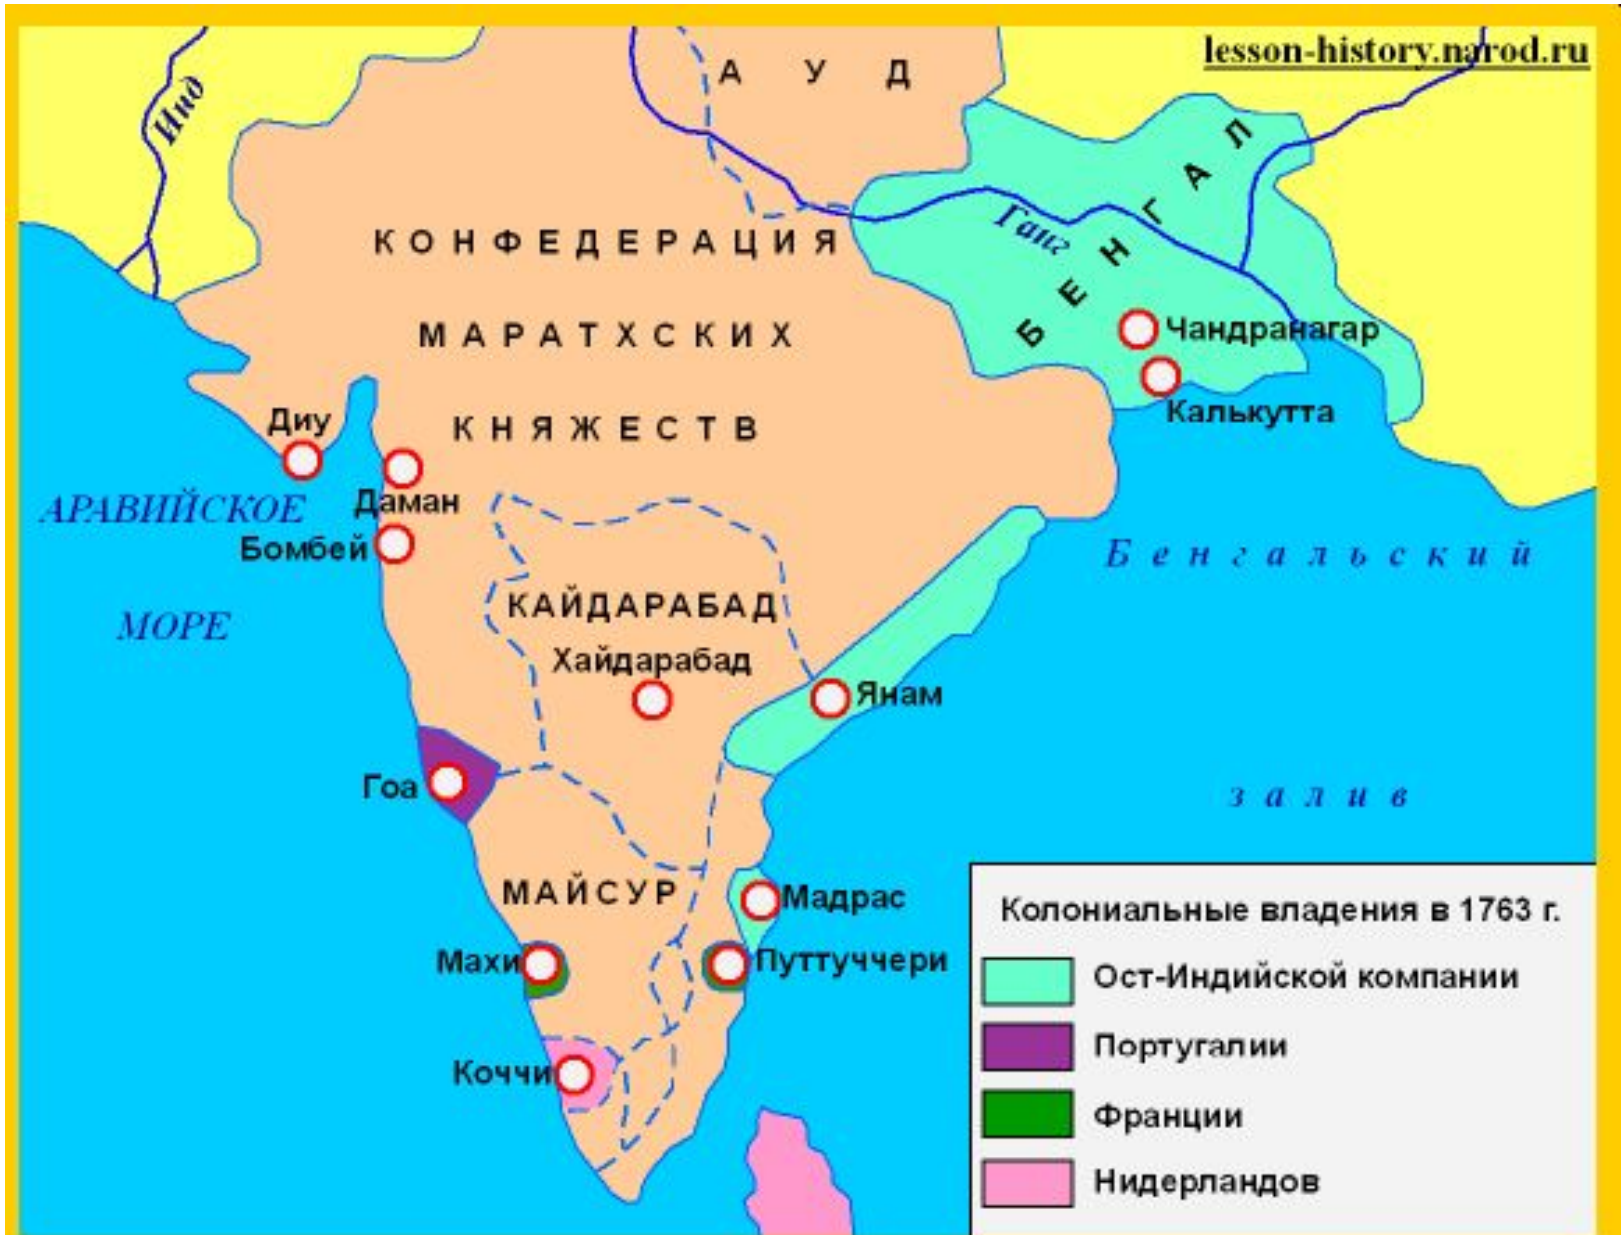 lesson-history.narod.ru
Инд
АУД
Ганг
БЕНГАЛ
КОНФЕДЕРАЦИЯ
МАРАТХСКИХ
КНЯЖЕСТВ
Чандранагар
Калькутта
Диу
Даман
АРАВИЙСКОЕ
МОРЕ
Бомбей
Бенгальский
залив
КАЙДАРАБАД
Хайдарабад
Янам
Гоа
МАЙСУР
Мадрас
Махи
Путтуччери
Коччи
Колониальные владения в 1763 г.
Ост-Индийской компании
Португалии
Франции
Нидерландов